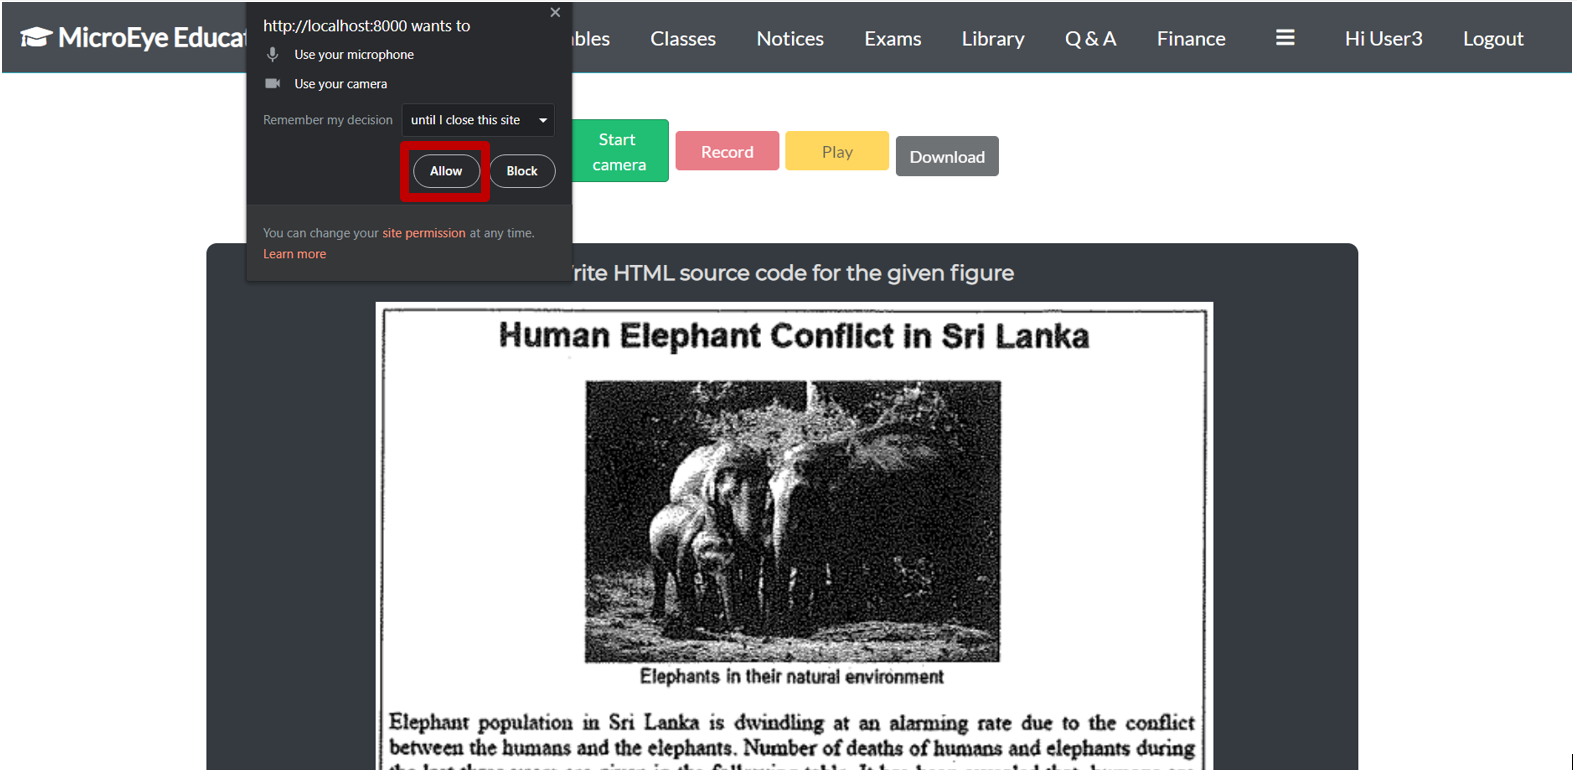 MicroEye Educa
bles
Classes
Notices
Exams
Library
Q & A
Finance
Hi User3
Logout
http://localhost:8000 wants to
Use your microphone
Use your camera
Remember my decision
until I close this site
Allow
Block
You can change your site permission at any time.
Learn more
Start
camera
Record
Play
Download
rite HTML source code for the given figure
Human Elephant Conflict in Sri Lanka
Elephants in their natural environment
Elephant population in Sri Lanka is dwindling at an alarming rate due to the conflict
between the humans and the elephants. Number of deaths of humans and elephants during